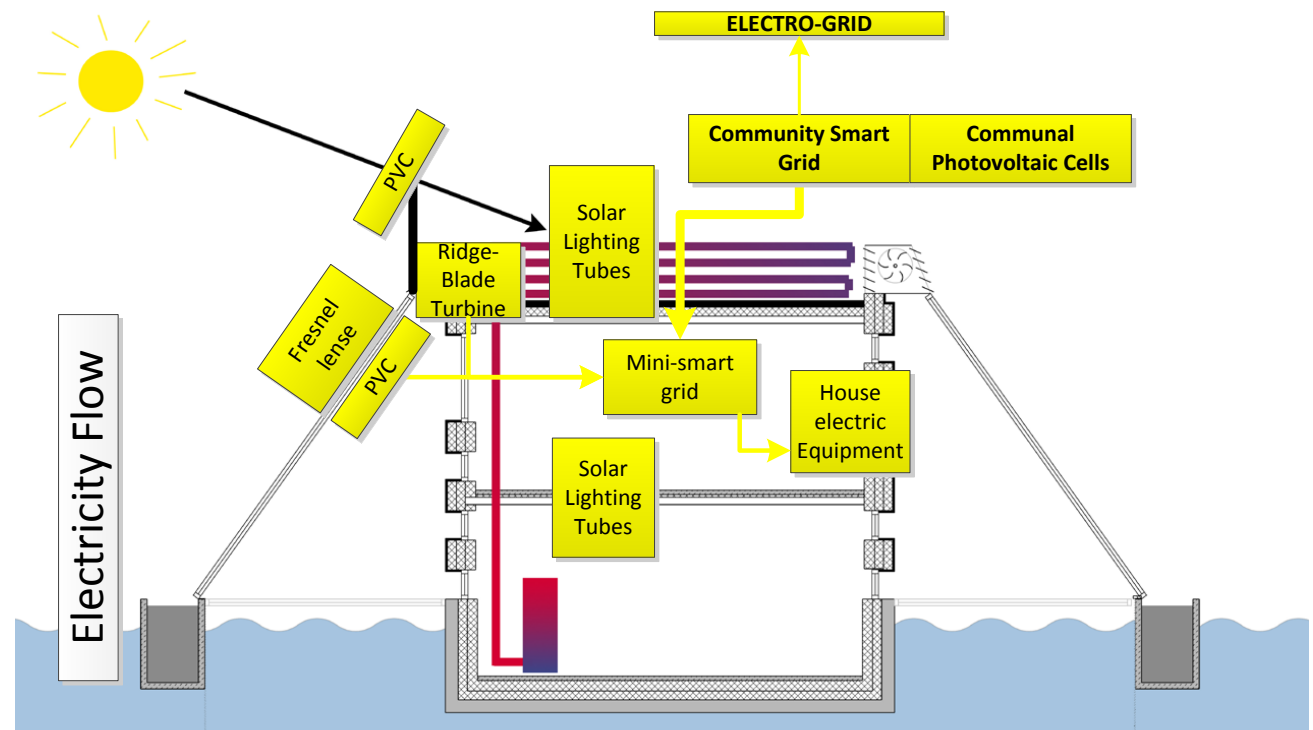 ELECTRO-GRID
Community Smart
Grid
Communal
Photovoltaic Cells
PVC
Solar
Lighting
Tubes
Ridge-
Blade
Turbine
Fresnel
lense
PVC
Mini-smart
grid
House
electric
Equipment
Solar
Lighting
Tubes
Electricity Flow